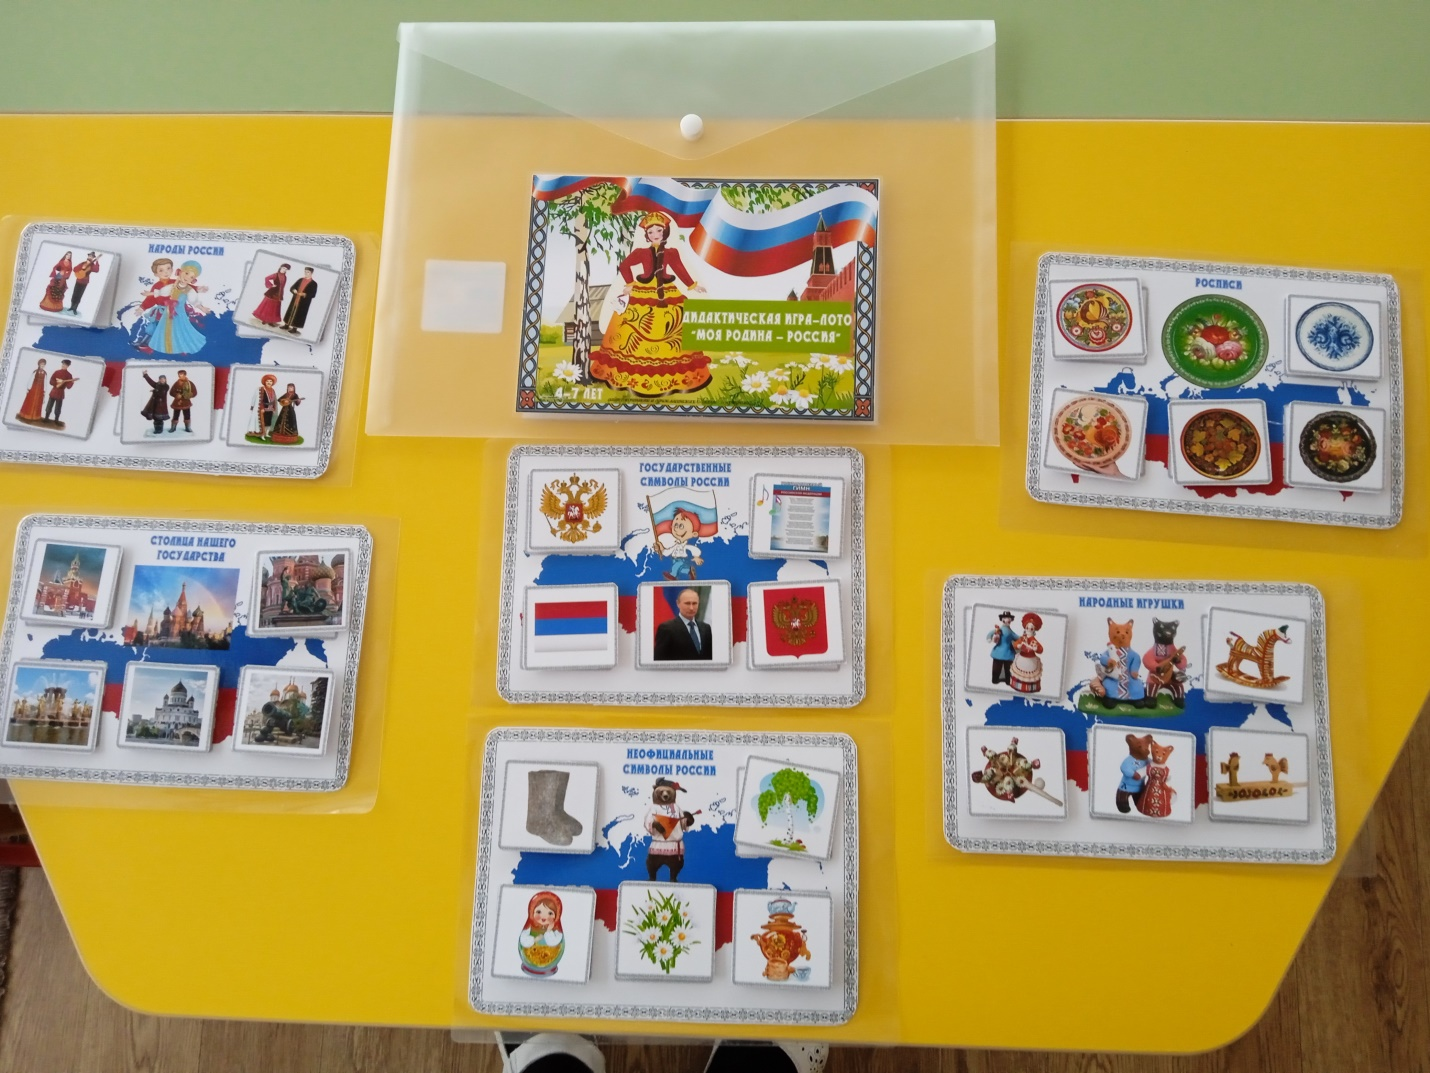 ДИДАКТИЧЕСКАЯ ИГРА-ЛОТО
"МОЯ РОДИНА - РОССИЯ"
4-7 ЛЕТ
НАРОДЫ РОССИИ
РОСПИСИ
ГОСУДАРСТВЕННЫЕ
СИМВОЛЫ РОССИИ
ГИМН
СТОЛИЦА НАШЕГО
ГОСУДАРСТВА
НАРОДНЫЕ ИГРУШКИ
НЕОФИЦИАЛЬНЫЕ
СИМВОЛЫ РОССИИ